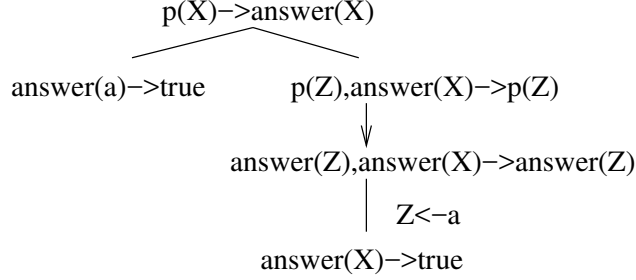 p(X)−>answer(X)
answer(a)−>true
p(Z),answer(X)−>p(Z)
answer(Z),answer(X)−>answer(Z)
Z<−a
answer(X)−>true